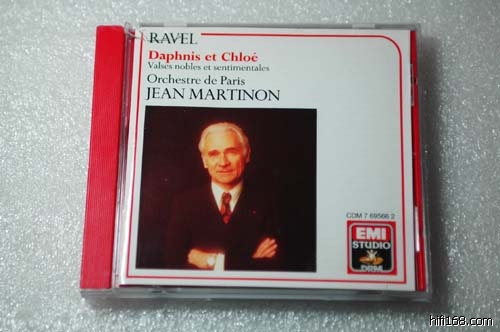 RAVEL
Daphnis et Chloé
Valses nobles et sentimentales
Orchestre de Paris
JEAN MARTINON
CDM 7 69566 2
EMI
STUDIO
DRM
hifi168.com